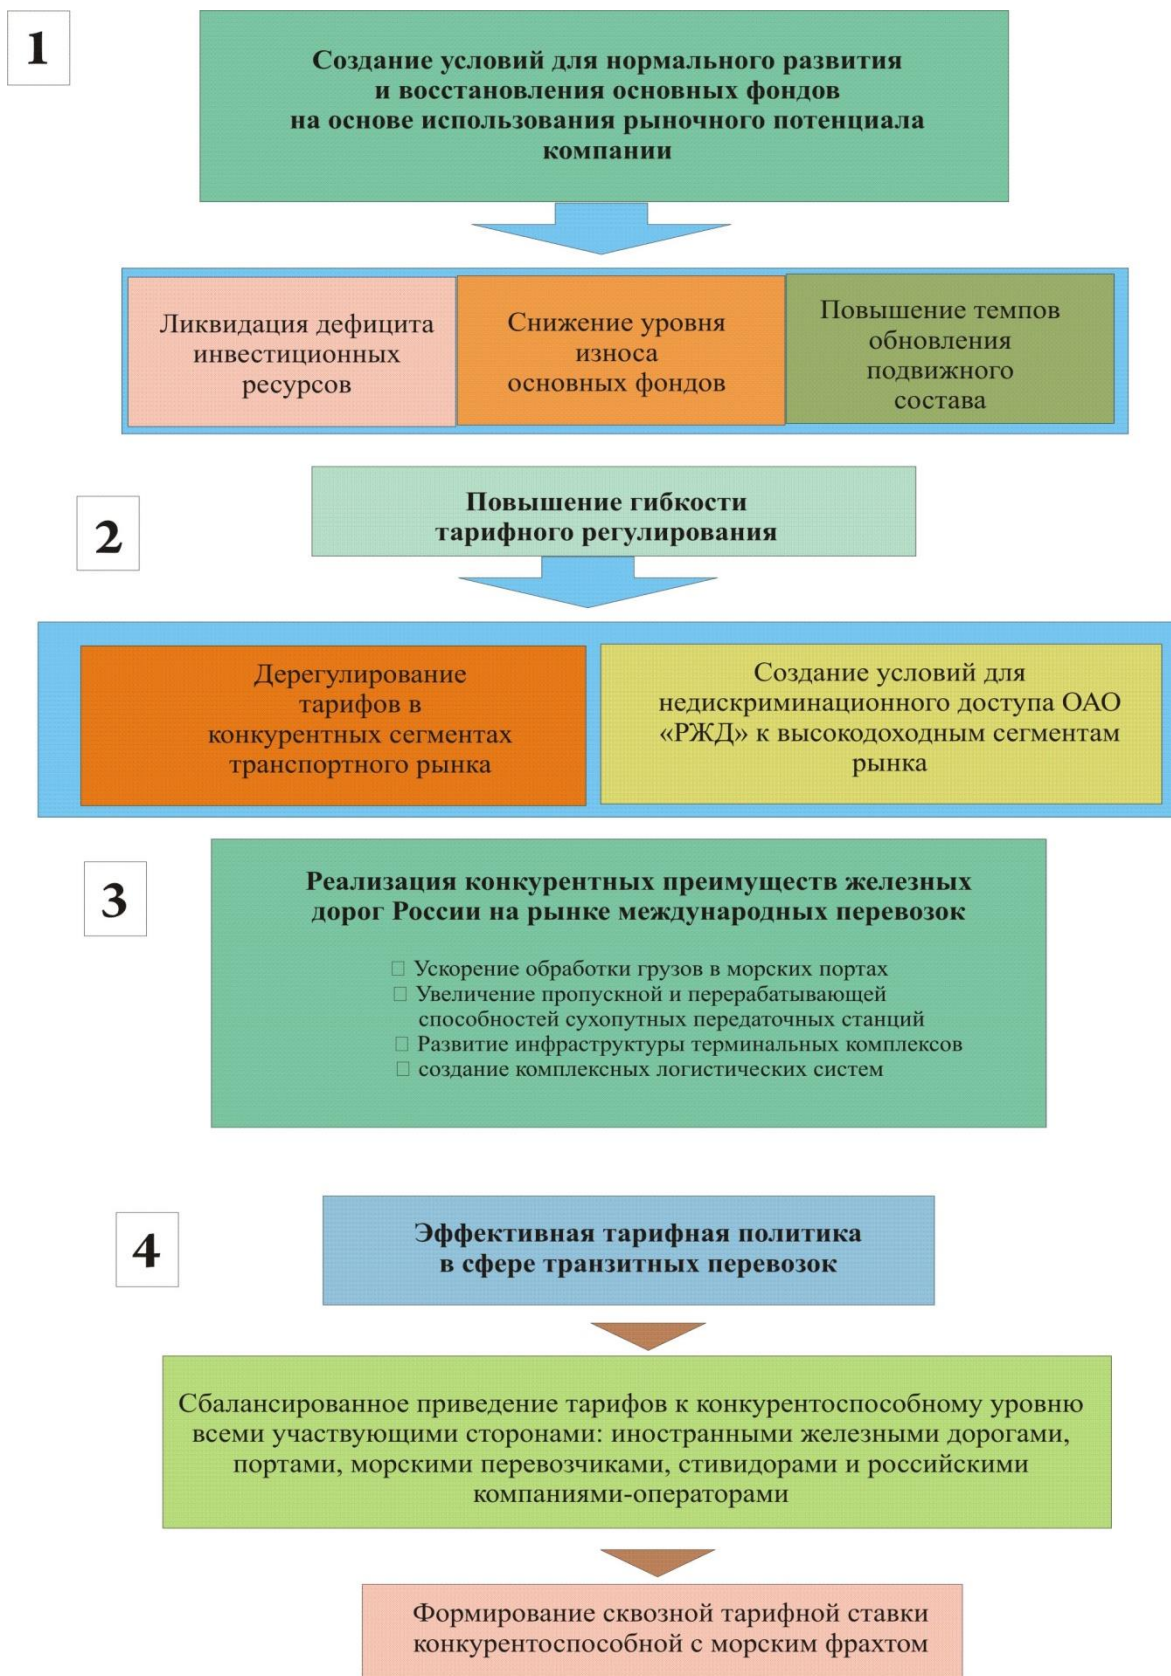 1
Создание условий для нормального развития
и восстановления основных фондов
на основе использования рыночного потенциала
компании
Ликвидация дефицита
инвестиционных
ресурсов
Снижение уровня
износа
основных фондов
Повышение темпов
обновления
подвижного
состава
2
Повышение гибкости
тарифного регулирования
Дерегулирование
тарифов в
конкурентных сегментах
транспортного рынка
Создание условий для
недискриминационного доступа ОАО
«РЖД» к высокодоходным сегментам
рынка
3
Реализация конкурентных преимуществ железных
дорог России на рынке международных перевозок
Ускорение обработки грузов в морских портах
Увеличение пропускной и перерабатывающей
способностей сухопутных передаточных станций
Развитие инфраструктуры терминальных комплексов
создание комплексных логистических систем
4
Эффективная тарифная политика
в сфере транзитных перевозок
Сбалансированное приведение тарифов к конкурентоспособному уровню
всеми участвующими сторонами: иностранными железными дорогами,
портами, морскими перевозчиками, стивидорами и российскими
компаниями-операторами
Формирование сквозной тарифной ставки
конкурентоспособной с морским фрахтом